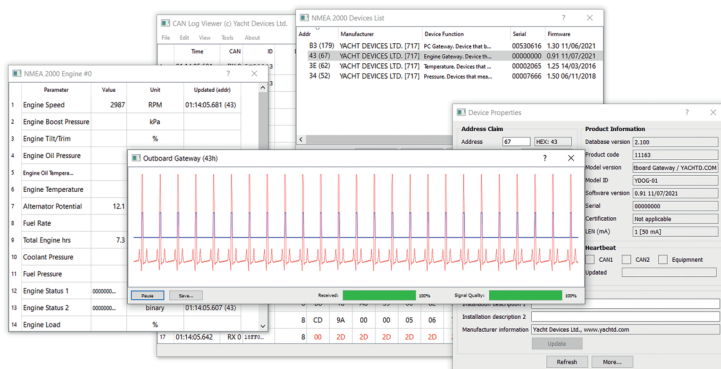 CAN Log Viewer (c) Yacht Devices Ltd.
File Edit View Tools About
Time CAN ID
NMEA 2000 Devices List
Addr Manufacturer Device Function Serial Firmware
B3 (179) YACHT DEVICES LTD. [717] PC Gateway. Device that b... 00530616 1.30 11/06/2021
43 (67) YACHT DEVICES LTD. [717] Engine Gateway. Device th... 00000000 0.91 11/07/2021
3E (62) YACHT DEVICES LTD. [717] Temperature. Devices that ... 00002065 1.25 14/03/2016
34 (52) YACHT DEVICES LTD. [717] Pressure. Devices that mea... 00007666 1.50 06/11/2018
NMEA 2000 Engine #0
Parameter Value Unit Updated (addr)
1 Engine Speed 2987 RPM 01:14:05.681 (43)
2 Engine Boost Pressure kPa
3 Engine Tilt/Trim %
4 Engine Oil Pressure
5 Engine Oil Tempera...
6 Engine Temperature
7 Alternator Potential 12.1
8 Fuel Rate
9 Total Engine hrs 7.3
10 Coolant Pressure
11 Fuel Pressure
12 Engine Status 1 0000000...
13 Engine Status 2 0000000... binary 01:14:05.607 (43)
14 Engine Load %
Device Properties
Address Claim
Address 67 HEX: 43
Product Information
Database version 2.100
Product code 11163
Model version tboard Gateway / YACHTD.COM
Model ID YDOG-01
Software version 0.91 11/07/2021
Serial 00000000
Certification Not applicable
LEN (mA) 1 [50 mA]
Heartbeat
CAN1 CAN2 Equipmnent
Updated
Installation description 2
Manufacturer information Yacht Devices Ltd., www.yachtd.com
Update
Refresh More...
Outboard Gateway (43h)
Pause Save... Received: 100% Signal Quality: 100%
8 CD 9A 00 00 05 06
17 01:14:05.642 RX 0 8 00 2D 2D 2D 2D 2D